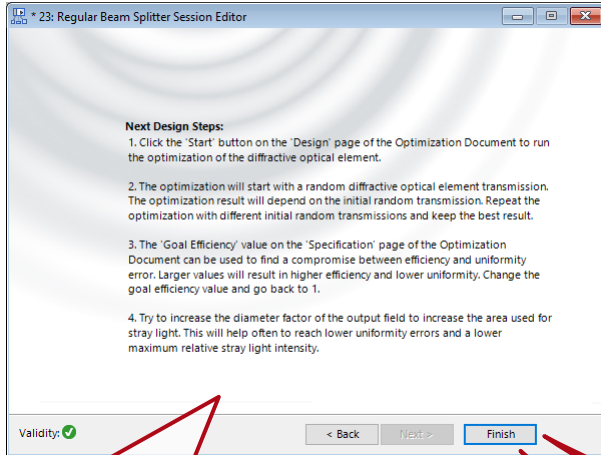 * 23: Regular Beam Splitter Session Editor
Next Design Steps:
1. Click the 'Start' button on the 'Design' page of the Optimization Document to run
the optimization of the diffractive optical element.
2. The optimization will start with a random diffractive optical element transmission.
The optimization result will depend on the initial random transmission. Repeat the
optimization with different initial random transmissions and keep the best result.
3. The 'Goal Efficiency' value on the 'Specification' page of the Optimization
Document can be used to find a compromise between efficiency and uniformity
error. Larger values will result in higher efficiency and lower uniformity. Change the
goal efficiency value and go back to 1.
4. Try to increase the diameter factor of the output field to increase the area used for
stray light. This will help often to reach lower uniformity errors and a lower
maximum relative stray light intensity.
Validity:
< Back
Next >
Finish